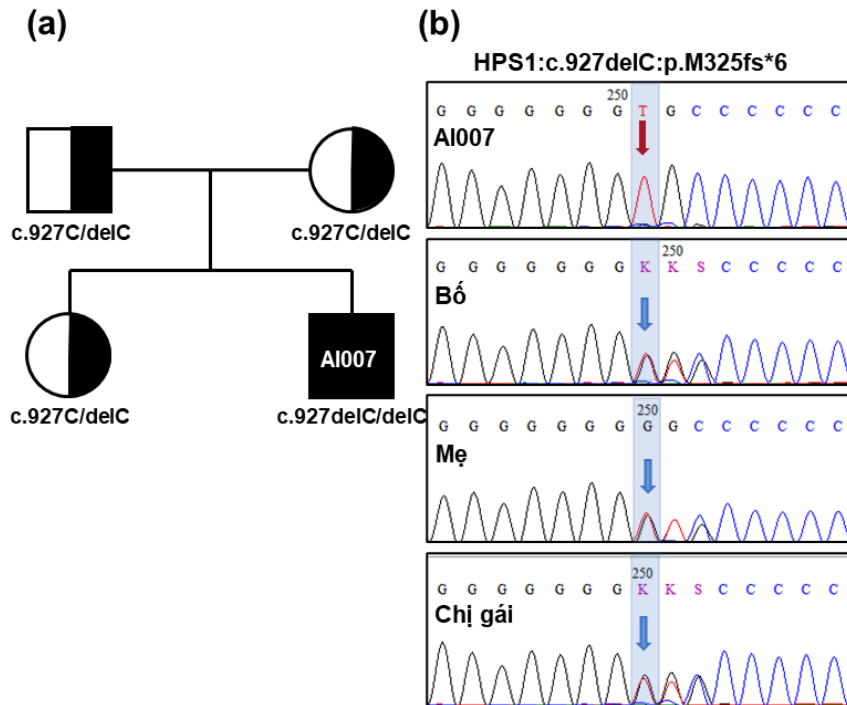 (a)
c.927C/delC
c.927C/delC
AI007
c.927C/delC
c.927delC/delC
(b)
HPS1:c.927delC:p.M325fs*6
250
G G G G G G G T G C C C C C C
AI007
250
G G G G G G G K K S C C C C C
Bố
250
G G G G G G G G G C C C C C C
Mẹ
250
G G G G G G G K K S C C C C C
Chị gái